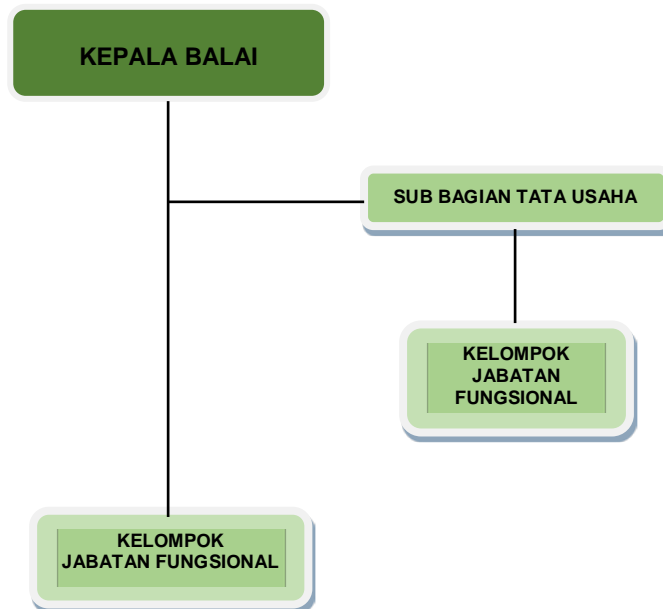 KEPALA BALAI
SUB BAGIAN TATA USAHA
KELOMPOK
JABATAN
FUNGSIONAL
KELOMPOK
JABATAN FUNGSIONAL